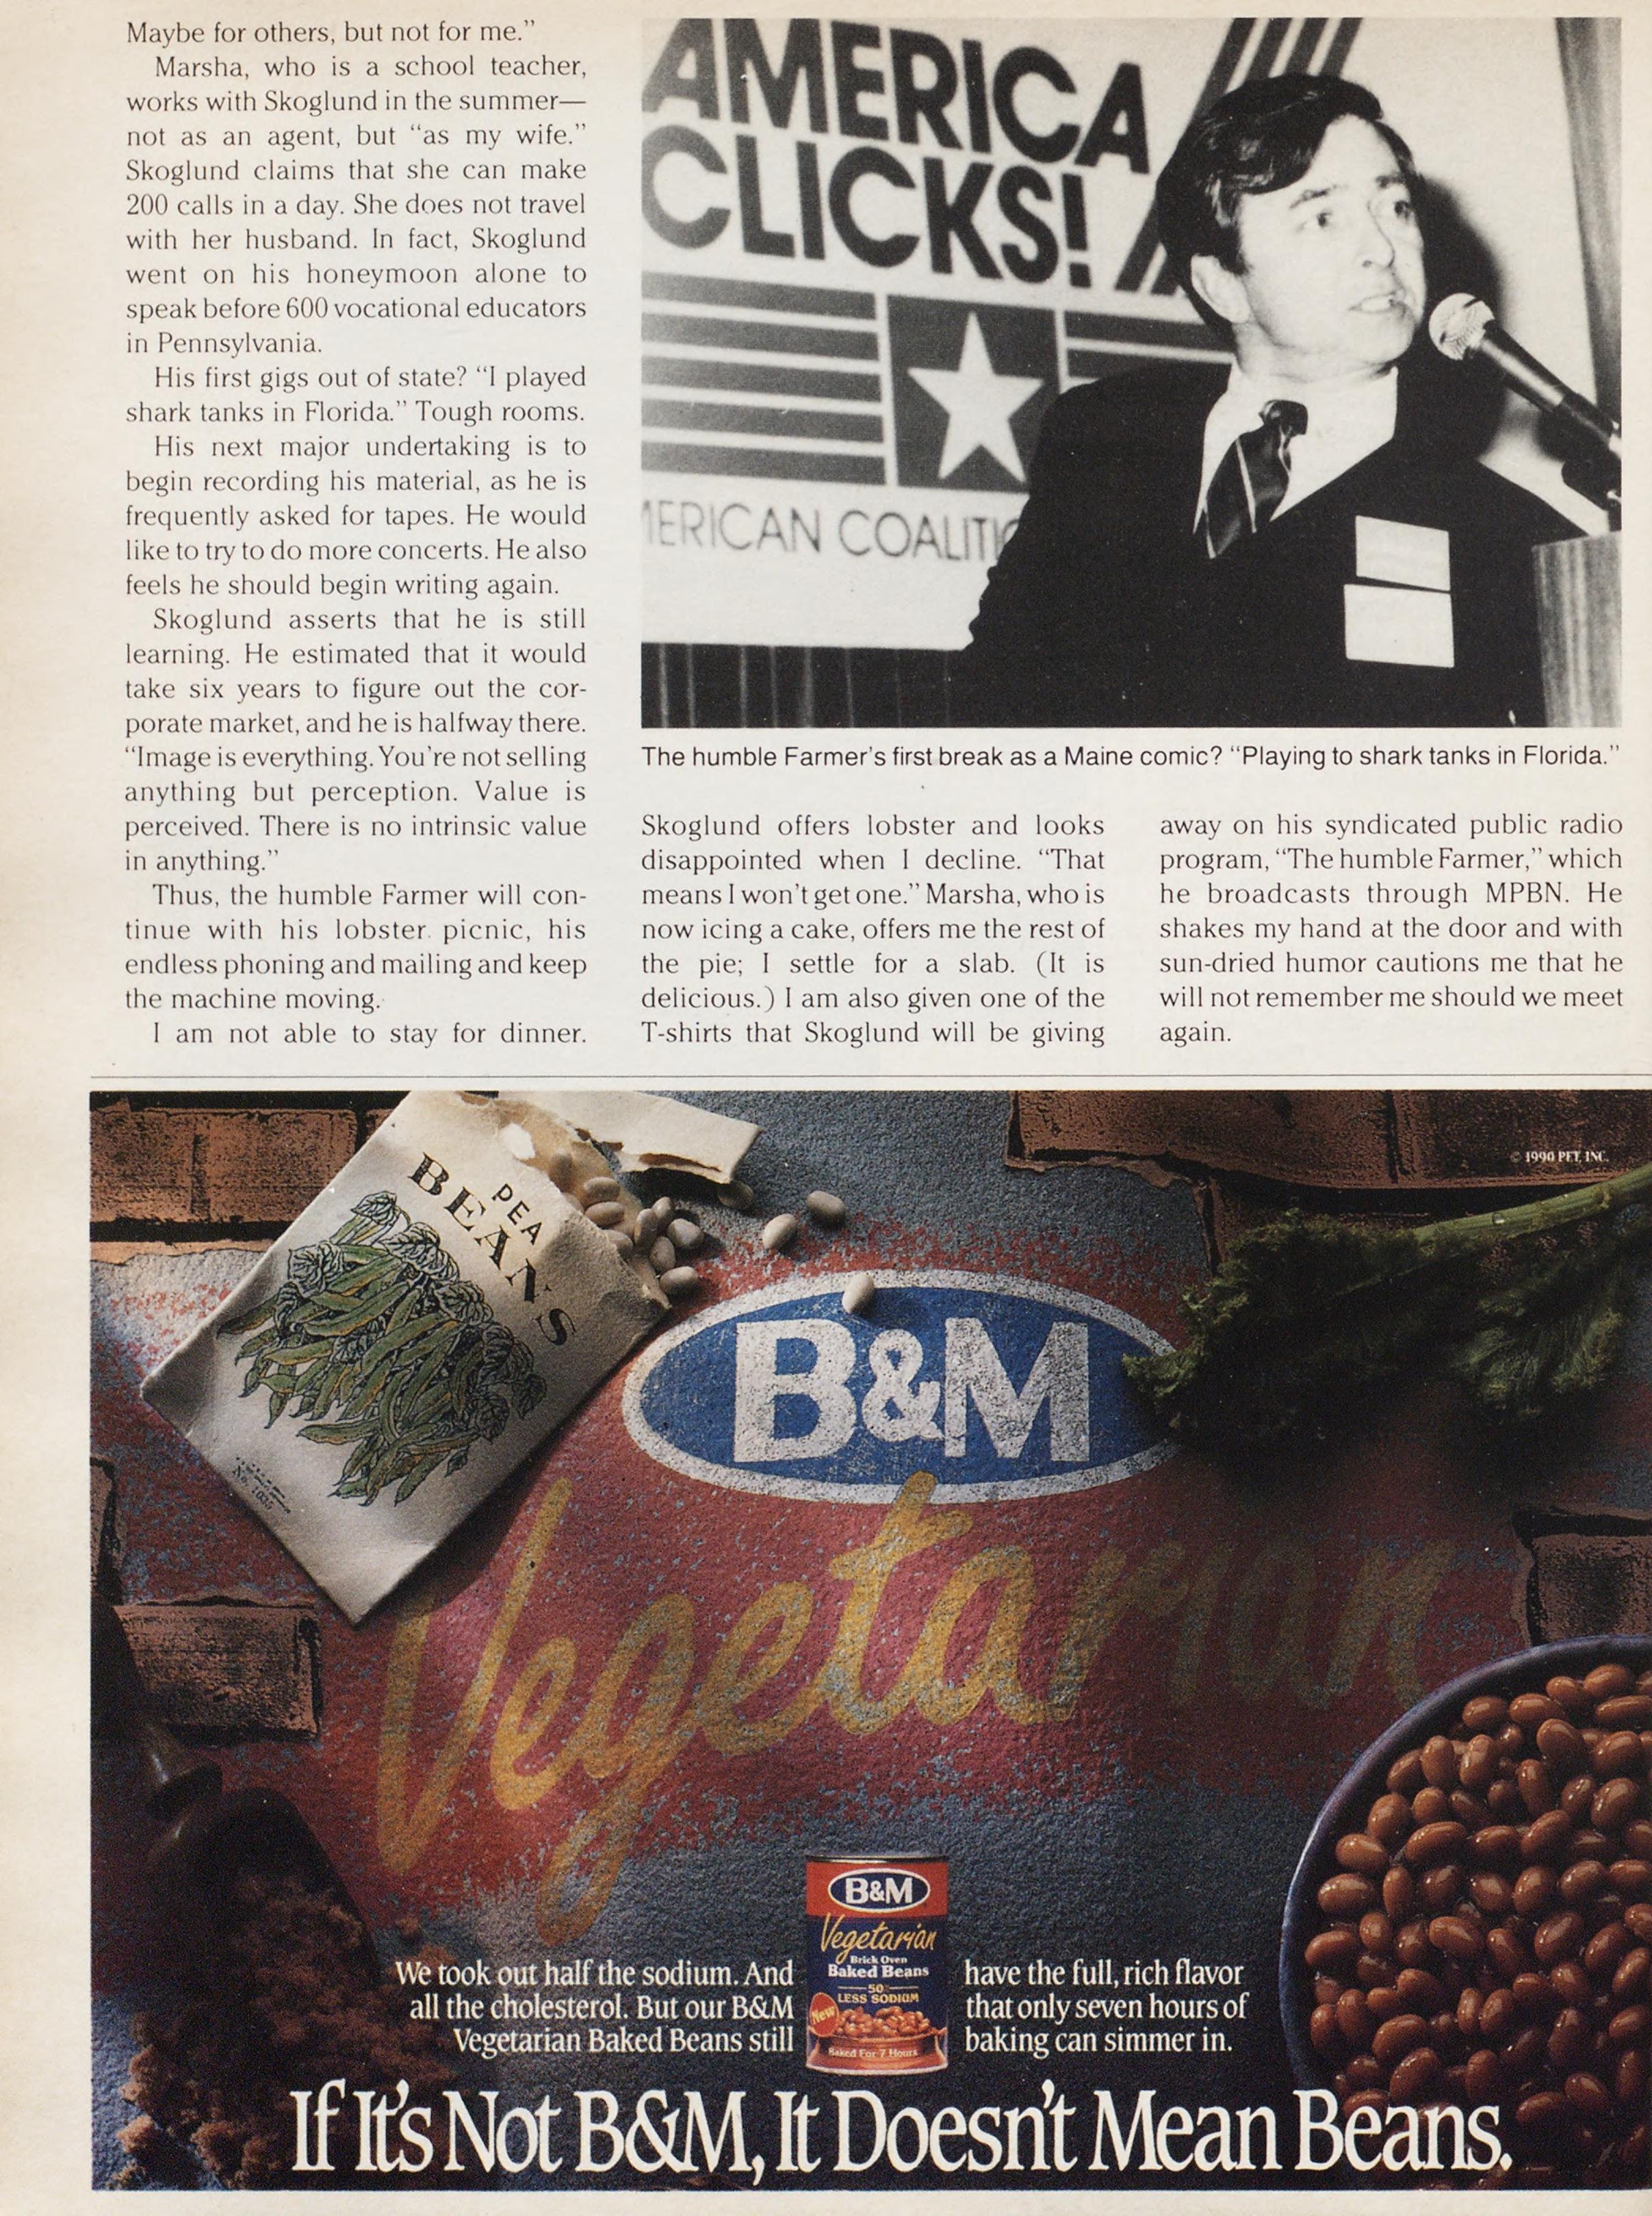 Maybe for others, but not for me.”
Marsha, who is a school teacher,
works with Skoglund in the summer—
not as an agent, but “as my wife.”
Skoglund claims that she can make
200 calls in a day. She does not travel
with her husband. In fact, Skoglund
went on his honeymoon alone to
speak before 600 vocational educators
in Pennsylvania.
His first gigs out of state? “I played
shark tanks in Florida.” Tough rooms.
His next major undertaking is to
begin recording his material, as he is
frequently asked for tapes. He would
like to try to do more concerts. He also
feels he should begin writing again.
Skoglund asserts that he is still
learning. He estimated that it would
take six years to figure out the cor-
porate market, and he is halfway there.
“Image is everything. You’re not selling
anything but perception. Value is
perceived. There is no intrinsic value
in anything.”
Thus, the humble Farmer will con-
tinue with his lobster picnic, his
endless phoning and mailing and keep
the machine moving.
I am not able to stay for dinner.
AMERICA
CLICKS!
MERICAN COALITIO
The humble Farmer’s first break as a Maine comic? “Playing to shark tanks in Florida.”
Skoglund offers lobster and looks
disappointed when I decline. “That
means I won’t get one.” Marsha, who is
now icing a cake, offers me the rest of
the pie; I settle for a slab. (It is
delicious.) I am also given one of the
T-shirts that Skoglund will be giving
away on his syndicated public radio
program, “The humble Farmer,” which
he broadcasts through MPBN. He
shakes my hand at the door and with
sun-dried humor cautions me that he
will not remember me should we meet
again.
© 1990 PET, INC.
PEA
BEANS
No. 1035
B&M
Vegetarian
B&M
Vegetarian
Brick Oven
Baked Beans
50%
LESS SODIUM
New
Baked For 7 Hours
We took out half the sodium. And
all the cholesterol. But our B&M
Vegetarian Baked Beans still
have the full, rich flavor
that only seven hours of
baking can simmer in.
If It’s Not B&M, It Doesn’t Mean Beans.